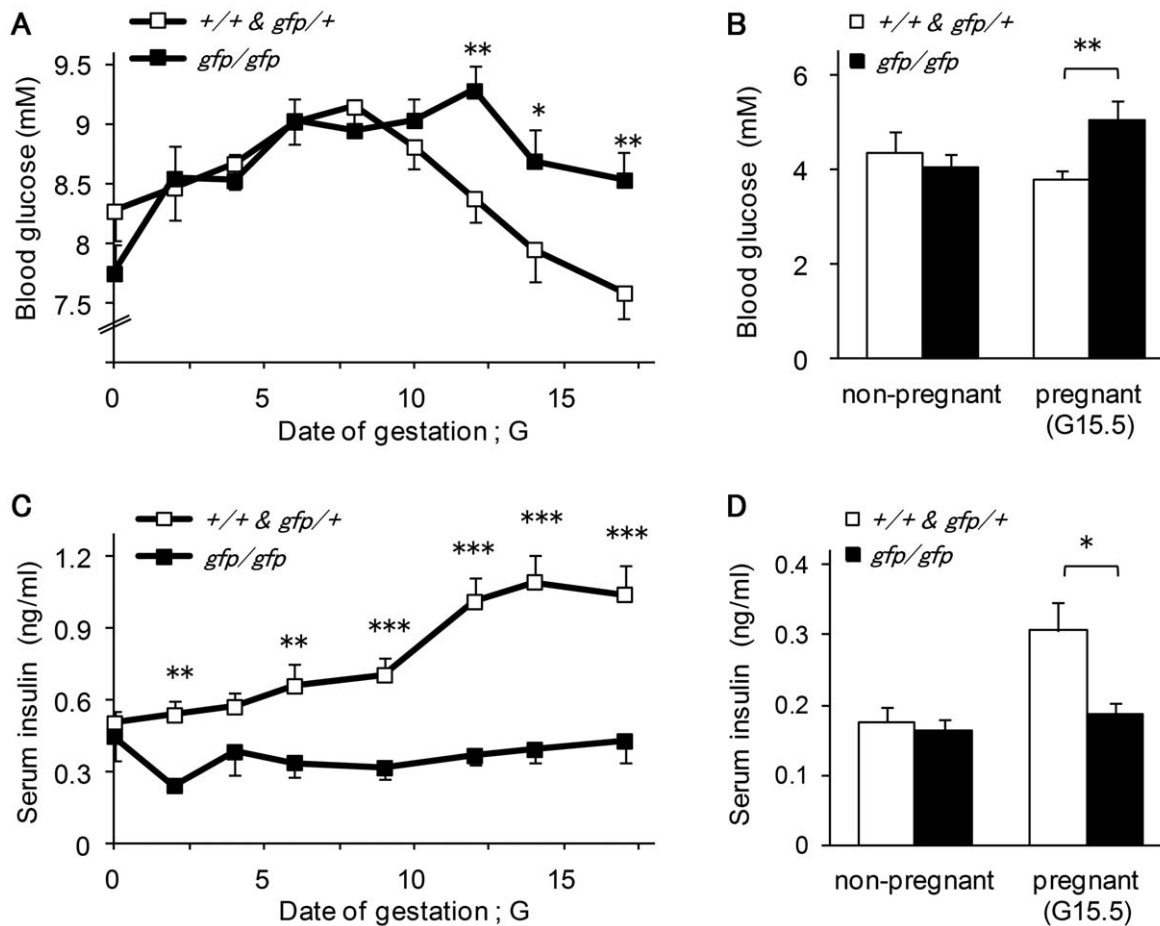 A
+/+ & gfp/+
gfp/gfp
Blood glucose (mM)
9.5
9
8.5
8
7.5
**
*
**
0
5
10
15
Date of gestation ; G
B
+/+ & gfp/+
gfp/gfp
Blood glucose (mM)
6
4
2
0
**
non-pregnant
pregnant
(G15.5)
C
+/+ & gfp/+
gfp/gfp
Serum insulin (ng/ml)
1.2
0.9
0.6
0.3
0
**
**
***
***
***
***
0
5
10
15
Date of gestation ; G
D
+/+ & gfp/+
gfp/gfp
Serum insulin (ng/ml)
0.4
0.3
0.2
0.1
0
*
non-pregnant
pregnant
(G15.5)